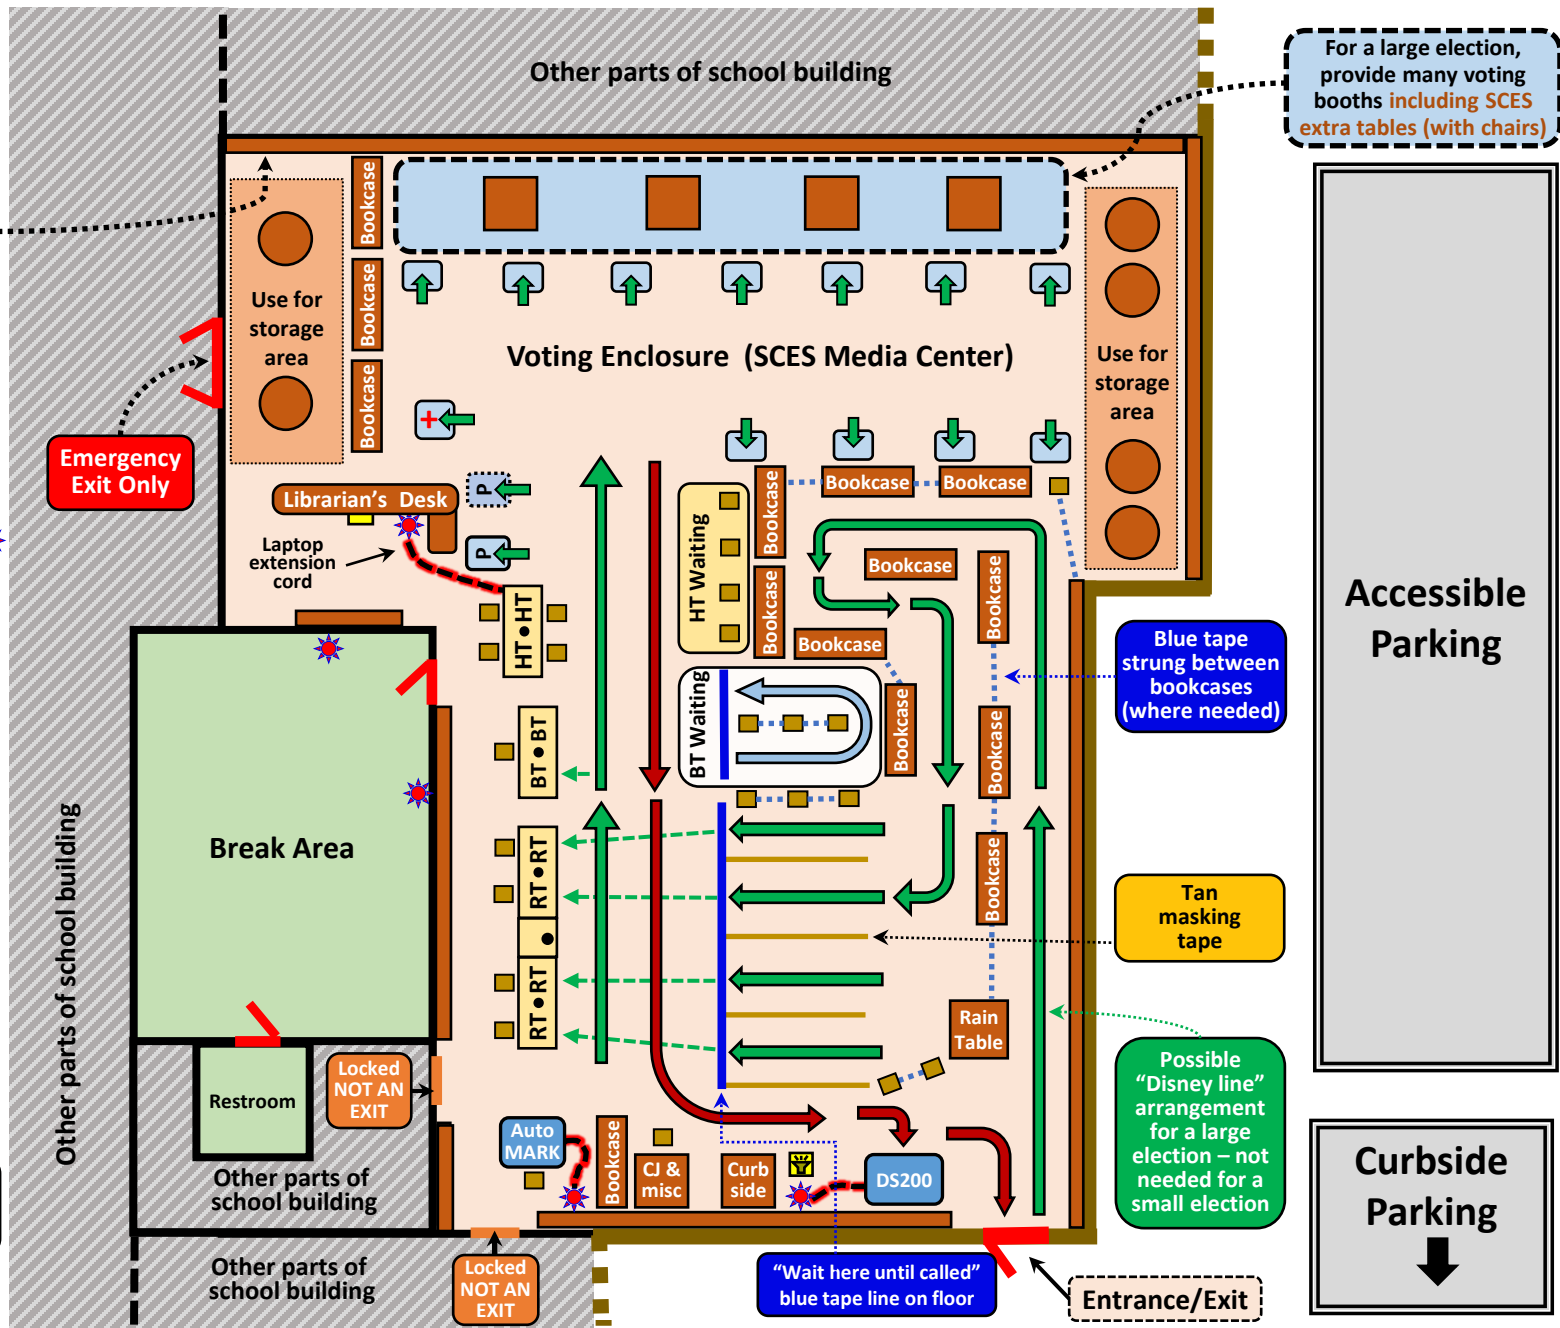 Other parts of school building
For a large election,
provide many voting
booths including SCES
extra tables (with chairs)
Bookcase
Bookcase
Bookcase
Use for
storage
area
Use for
storage
area
Voting Enclosure (SCES Media Center)
+
Emergency
Exit Only
Librarian's Desk
P
P
Laptop
extension
cord
HT Waiting
Bookcase
Bookcase
Bookcase
Bookcase
Bookcase
Bookcase
Bookcase
Bookcase
Bookcase
Bookcase
HT • HT
BT Waiting
BT • BT
RT • RT
•
RT • RT
Accessible
Parking
Blue tape
strung between
bookcases
(where needed)
Tan
masking
tape
Rain
Table
Possible
“Disney line”
arrangement
for a large
election – not
needed for a
small election
Other parts of school building
Break Area
Restroom
Locked
NOT AN
EXIT
Other parts of
school building
Auto
MARK
Bookcase
CJ &
misc
Curb
side
DS200
Other parts of
school building
Locked
NOT AN
EXIT
“Wait here until called”
blue tape line on floor
Entrance/Exit
Curbside
Parking